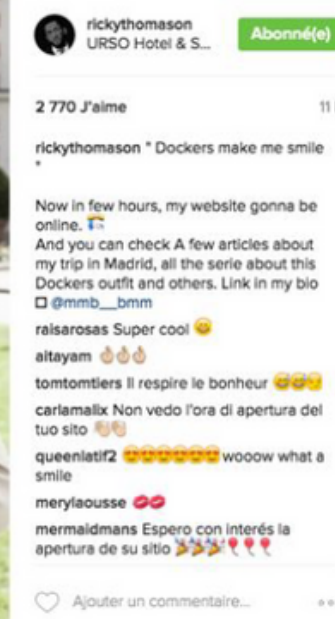 rickythomason
URSO Hotel & S...
Abonné(e)
2 770 J'aime
11
rickythomason " Dockers make me smile
"
Now in few hours, my website gonna be
online.
And you can check A few articles about
my trip in Madrid, all the serie about this
Dockers outfit and others. Link in my bio
@mmb__bmm
raisarosas Super cool
altayam
tomtomtiers Il respire le bonheur
carlamalix Non vedo l'ora di apertura del
tuo sito
queenlatif2 wooow what a
smile
merylaousse
mermaidmans Espero con interés la
apertura de su sitio
Ajouter un commentaire...